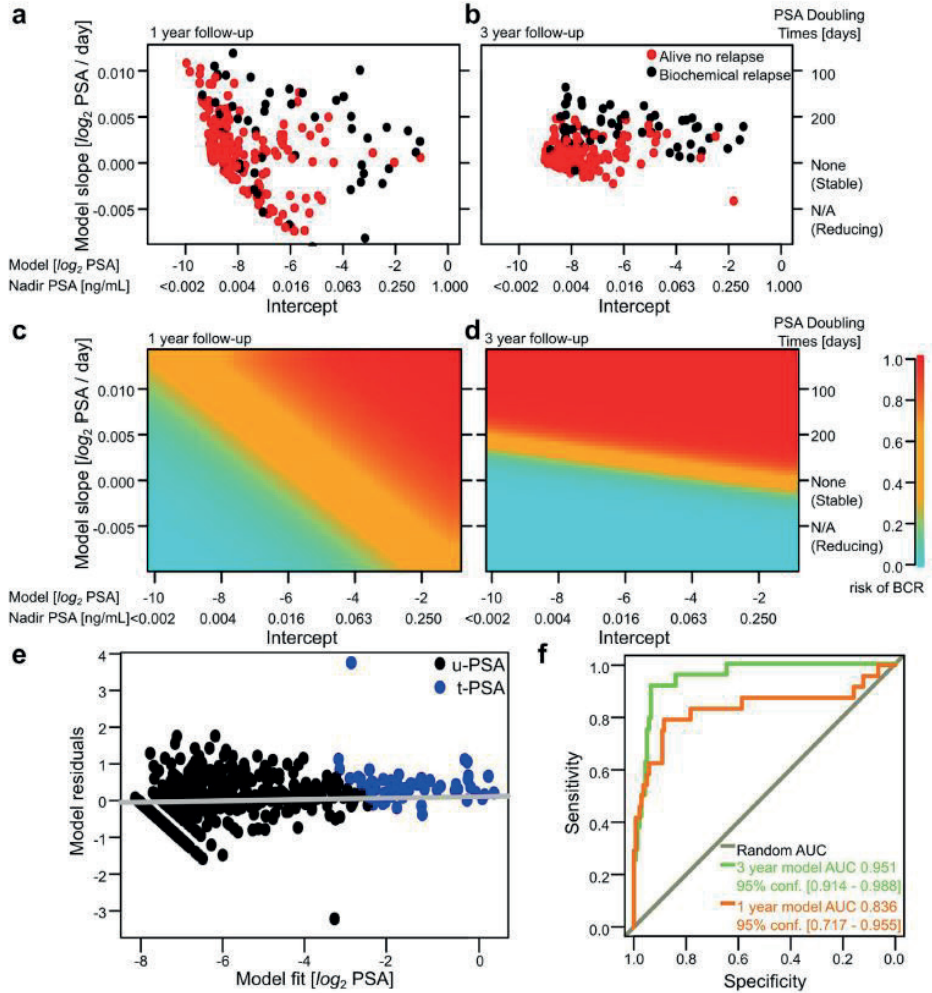 a
b
1 year follow-up
3 year follow-up
PSA Doubling
Times [days]
Alive no relapse
Biochemical relapse
Model slope [log2 PSA / day]
0.010
0.005
0.000
-0.005
100
200
None
(Stable)
N/A
(Reducing)
Model [log2 PSA]
-10 -8 -6 -4 -2 0
-10 -8 -6 -4 -2 0
Nadir PSA [ng/mL]
<0.002 0.004 0.016 0.063 0.250 1.000
<0.002 0.004 0.016 0.063 0.250 1.000
Intercept
Intercept
c
d
1 year follow-up
3 year follow-up
PSA Doubling
Times [days]
Model slope [log2 PSA / day]
0.010
0.005
0.000
-0.005
100
200
None
(Stable)
N/A
(Reducing)
1.0
0.8
0.6
0.4
0.2
0.0
risk of BCR
Model [log2 PSA]
-10 -8 -6 -4 -2
-10 -8 -6 -4 -2
Nadir PSA [ng/mL]
<0.002 0.004 0.016 0.063 0.250
<0.002 0.004 0.016 0.063 0.250
Intercept
Intercept
e
u-PSA
t-PSA
Model residuals
4
3
2
1
0
-1
-2
-3
-8 -6 -4 -2 0
Model fit [log2 PSA]
f
Sensitivity
1.0
0.8
0.6
0.4
0.2
0.0
Random AUC
3 year model AUC 0.951
95% conf. [0.914 - 0.988]
1 year model AUC 0.836
95% conf. [0.717 - 0.955]
1.0 0.8 0.6 0.4 0.2 0.0
Specificity